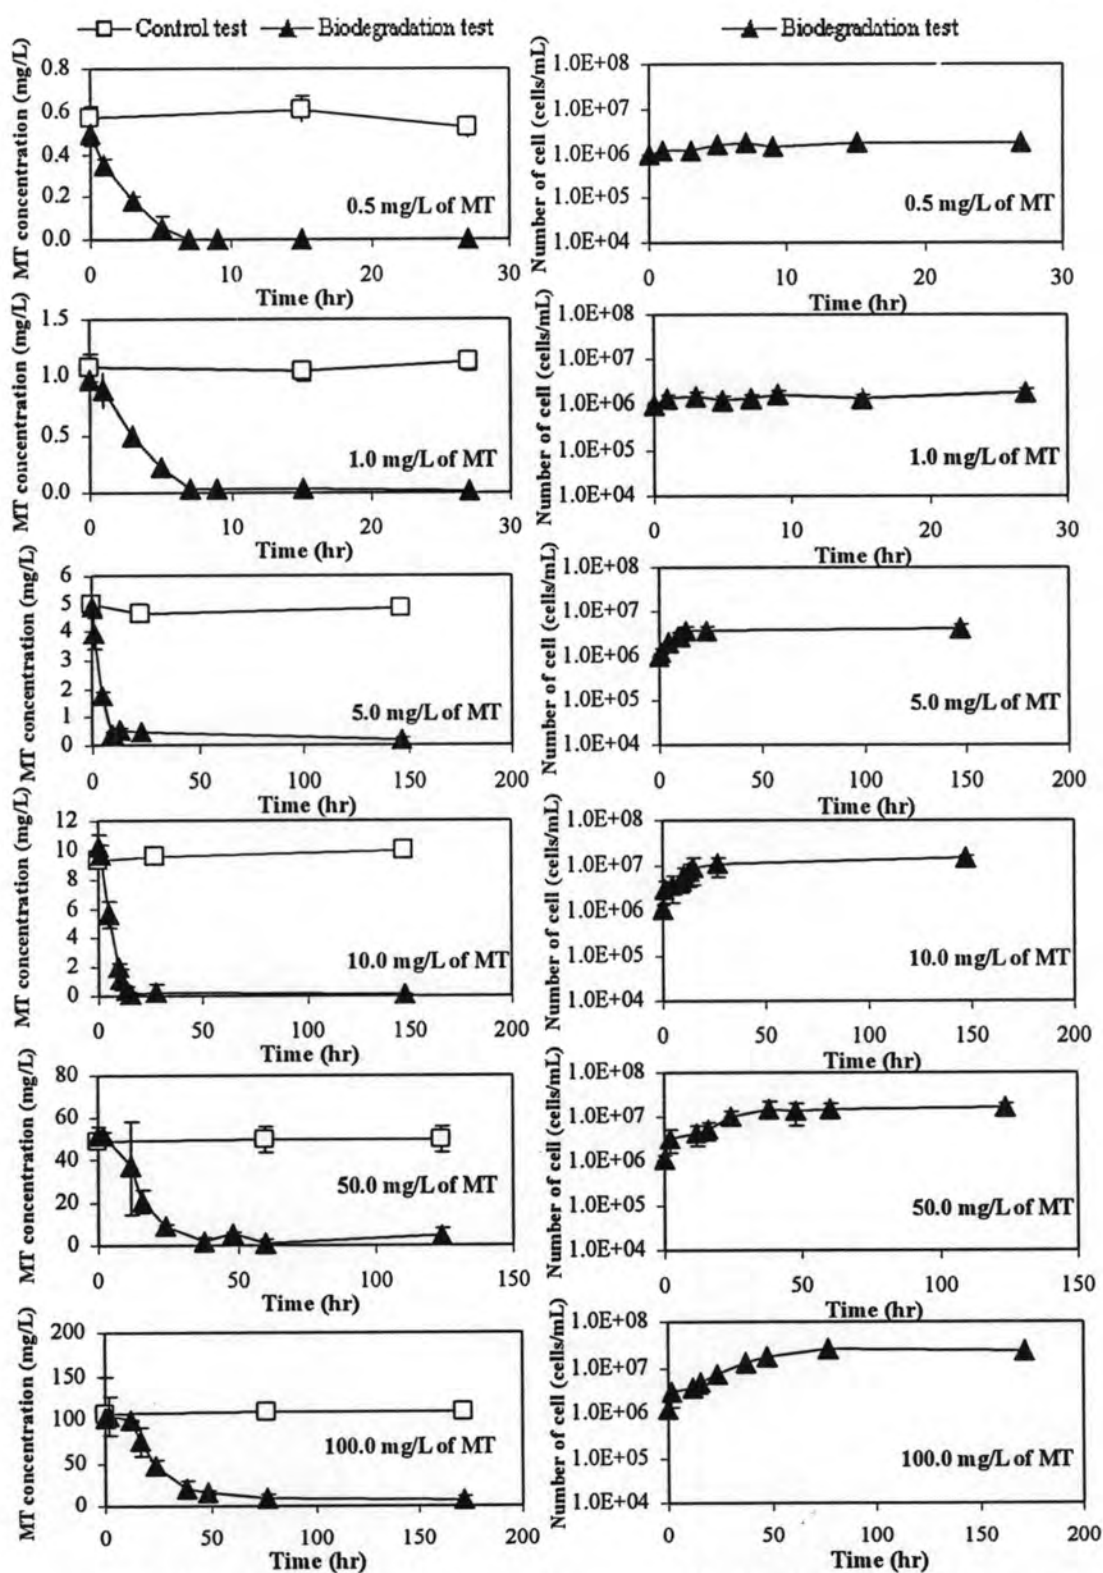 Control test Biodegradation test
Biodegradation test
MT concentration (mg/L)
0.8
0.6
0.4
0.2
0.0
0.5 mg/L of MT
0 10 20 30
Time (hr)
Number of cell (cells/mL)
1.0E+08
1.0E+07
1.0E+06
1.0E+05
1.0E+04
0.5 mg/L of MT
0 10 20 30
Time (hr)
MT concentration (mg/L)
1.5
1.0
0.5
0.0
1.0 mg/L of MT
0 10 20 30
Time (hr)
Number of cell (cells/mL)
1.0E+08
1.0E+07
1.0E+06
1.0E+05
1.0E+04
1.0 mg/L of MT
0 10 20 30
Time (hr)
MT concentration (mg/L)
6
5
4
3
2
1
0
5.0 mg/L of MT
0 50 100 150 200
Time (hr)
Number of cell (cells/mL)
1.0E+08
1.0E+07
1.0E+06
1.0E+05
1.0E+04
5.0 mg/L of MT
0 50 100 150 200
Time (hr)
MT concentration (mg/L)
12
10
8
6
4
2
0
10.0 mg/L of MT
0 50 100 150 200
Time (hr)
Number of cell (cells/mL)
1.0E+08
1.0E+07
1.0E+06
1.0E+05
1.0E+04
10.0 mg/L of MT
0 50 100 150 200
Time (hr)
MT concentration (mg/L)
80
60
40
20
0
50.0 mg/L of MT
0 50 100 150
Time (hr)
Number of cell (cells/mL)
1.0E+08
1.0E+07
1.0E+06
1.0E+05
1.0E+04
50.0 mg/L of MT
0 50 100 150
Time (hr)
MT concentration (mg/L)
200
150
100
50
0
100.0 mg/L of MT
0 50 100 150 200
Time (hr)
Number of cell (cells/mL)
1.0E+08
1.0E+07
1.0E+06
1.0E+05
1.0E+04
100.0 mg/L of MT
0 50 100 150 200
Time (hr)